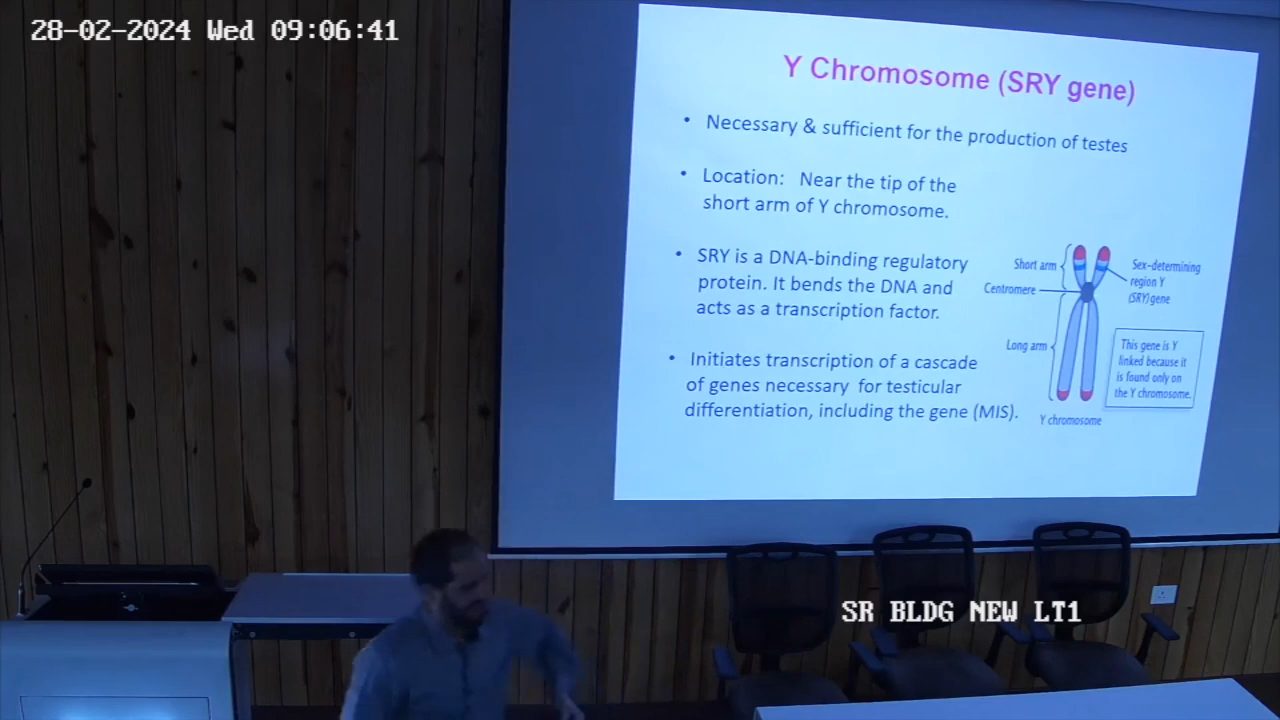 28-02-2024 Wed 09:06:41
Y Chromosome (SRY gene)
• Necessary & sufficient for the production of testes
• Location: Near the tip of the
short arm of Y chromosome.
• SRY is a DNA-binding regulatory
protein. It bends the DNA and
acts as a transcription factor.
• Initiates transcription of a cascade
of genes necessary for testicular
differentiation, including the gene (MIS).
Short arm
Centromere
Long arm
Sex-determining
region Y
(SRY)gene
This gene is Y
linked because it
is found only on
the Y chromosome.
Y chromosome
SR BLDG NEW LT1